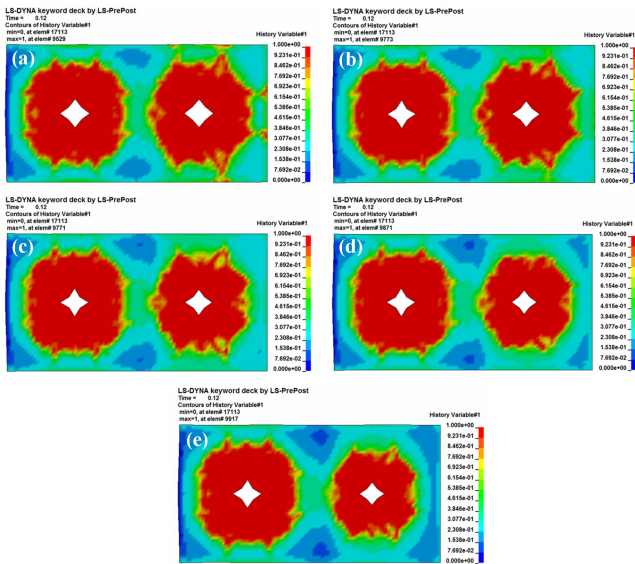 LS-DYNA keyword deck by LS-PrePost
Time = 0.12
Contours of History Variable#1
min=0, at elem# 17113
max=1, at elem# 9529
History Variable#1
(a)
1.000e+00
9.231e-01
8.462e-01
7.692e-01
6.923e-01
6.154e-01
5.385e-01
4.615e-01
3.846e-01
3.077e-01
2.308e-01
1.538e-01
7.692e-02
0.000e+00
LS-DYNA keyword deck by LS-PrePost
Time = 0.12
Contours of History Variable#1
min=0, at elem# 17113
max=1, at elem# 9773
History Variable#1
(b)
1.000e+00
9.231e-01
8.462e-01
7.692e-01
6.923e-01
6.154e-01
5.385e-01
4.615e-01
3.846e-01
3.077e-01
2.308e-01
1.538e-01
7.692e-02
0.000e+00
LS-DYNA keyword deck by LS-PrePost
Time = 0.12
Contours of History Variable#1
min=0, at elem# 17113
max=1, at elem# 9771
History Variable#1
(c)
1.000e+00
9.231e-01
8.462e-01
7.692e-01
6.923e-01
6.154e-01
5.385e-01
4.615e-01
3.846e-01
3.077e-01
2.308e-01
1.538e-01
7.692e-02
0.000e+00
LS-DYNA keyword deck by LS-PrePost
Time = 0.12
Contours of History Variable#1
min=0, at elem# 17113
max=1, at elem# 9871
History Variable#1
(d)
1.000e+00
9.231e-01
8.462e-01
7.692e-01
6.923e-01
6.154e-01
5.385e-01
4.615e-01
3.846e-01
3.077e-01
2.308e-01
1.538e-01
7.692e-02
0.000e+00
LS-DYNA keyword deck by LS-PrePost
Time = 0.12
Contours of History Variable#1
min=0, at elem# 17113
max=1, at elem# 9917
History Variable#1
(e)
1.000e+00
9.231e-01
8.462e-01
7.692e-01
6.923e-01
6.154e-01
5.385e-01
4.615e-01
3.846e-01
3.077e-01
2.308e-01
1.538e-01
7.692e-02
0.000e+00